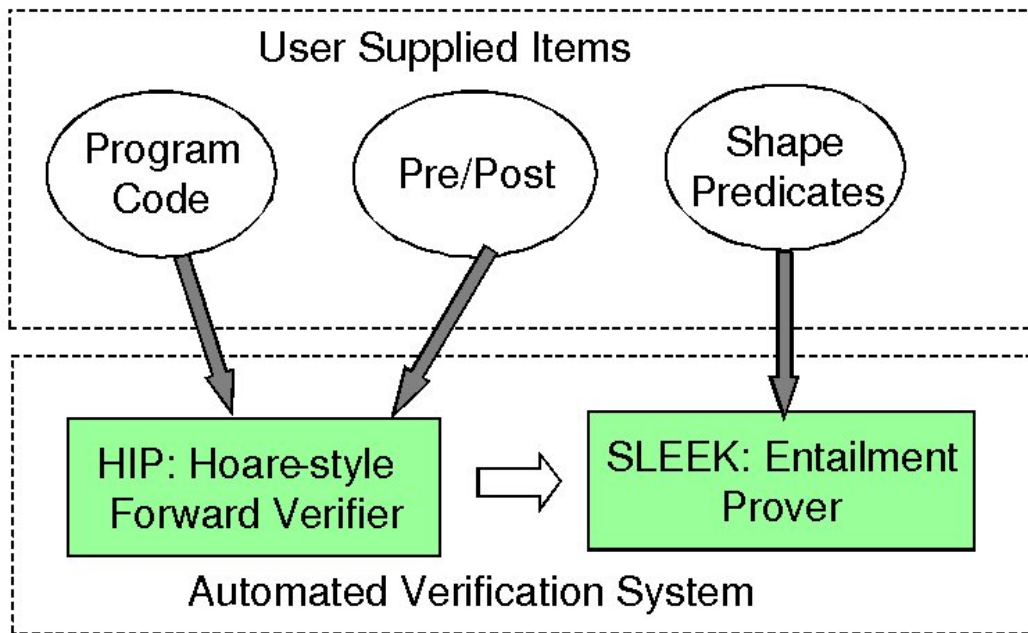 User Supplied Items
Program
Code
Pre/Post
Shape
Predicates
HIP: Hoare-style
Forward Verifier
SLEEK: Entailment
Prover
Automated Verification System